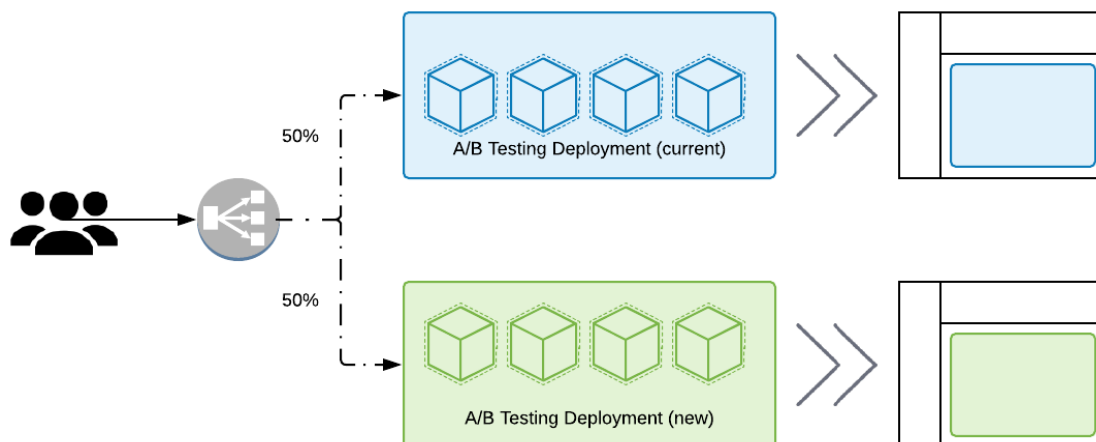 50%
A/B Testing Deployment (current)
50%
A/B Testing Deployment (new)